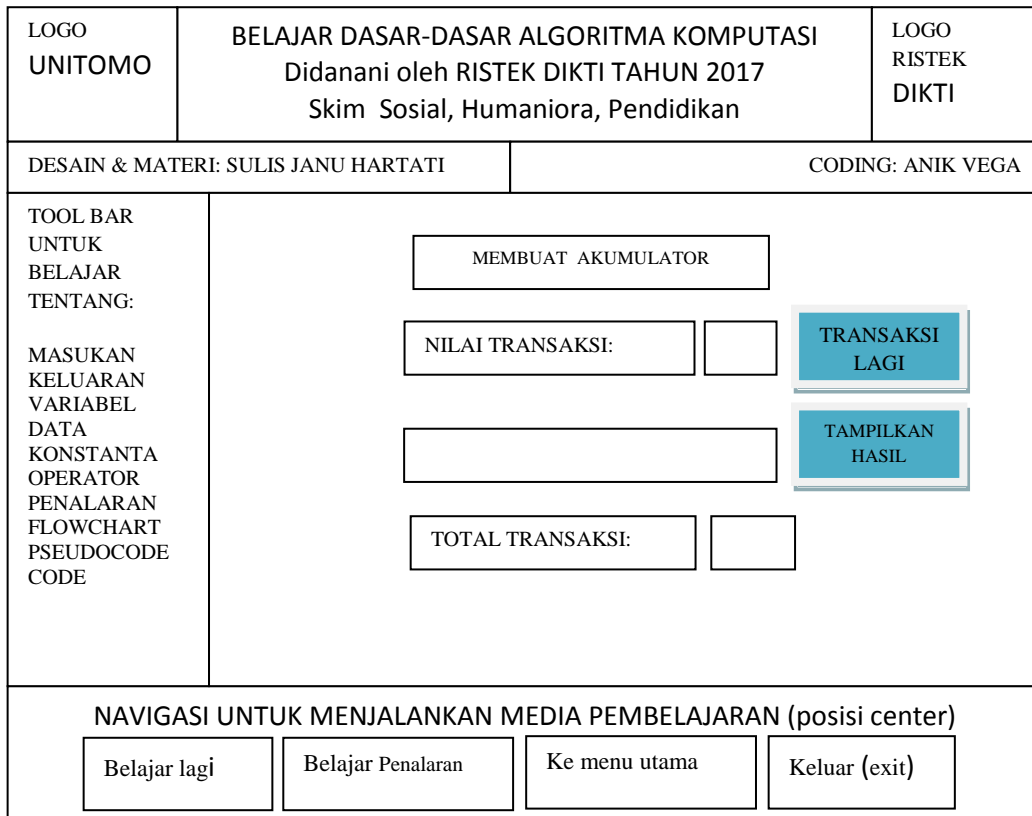 LOGO
UNITOMO
BELAJAR DASAR-DASAR ALGORITMA KOMPUTASI
Didanani oleh RISTEK DIKTI TAHUN 2017
Skim Sosial, Humaniora, Pendidikan
LOGO
RISTEK
DIKTI
DESAIN & MATERI: SULIS JANU HARTATI
CODING: ANIK VEGA
TOOL BAR
UNTUK
BELAJAR
TENTANG:
MASUKAN
KELUARAN
VARIABEL
DATA
KONSTANTA
OPERATOR
PENALARAN
FLOWCHART
PSEUDOCODE
CODE
MEMBUAT AKUMULATOR
NILAI TRANSAKSI:
TRANSAKSI
LAGI
TAMPILKAN
HASIL
TOTAL TRANSAKSI:
NAVIGASI UNTUK MENJALANKAN MEDIA PEMBELAJARAN (posisi center)
Belajar lagi
Belajar Penalaran
Ke menu utama
Keluar (exit)